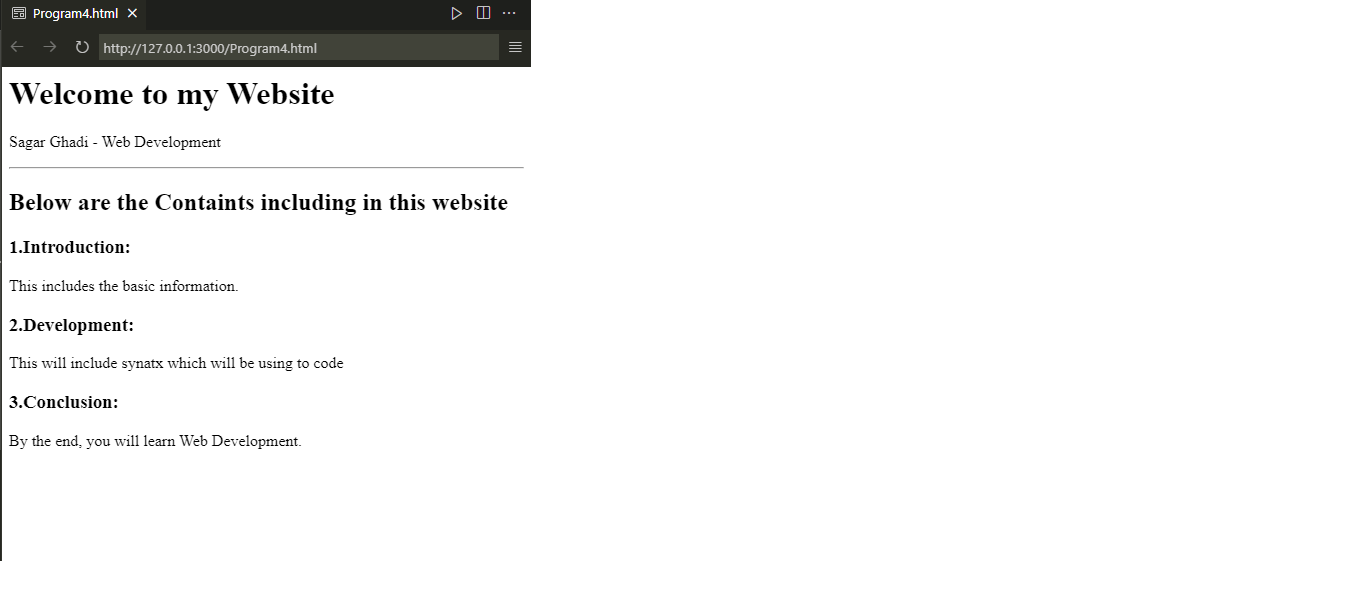 Program4.html
http://127.0.0.1:3000/Program4.html
Welcome to my Website
Sagar Ghadi - Web Development
Below are the Containts including in this website
1.Introduction:
This includes the basic information.
2.Development:
This will include synatx which will be using to code
3.Conclusion:
By the end, you will learn Web Development.